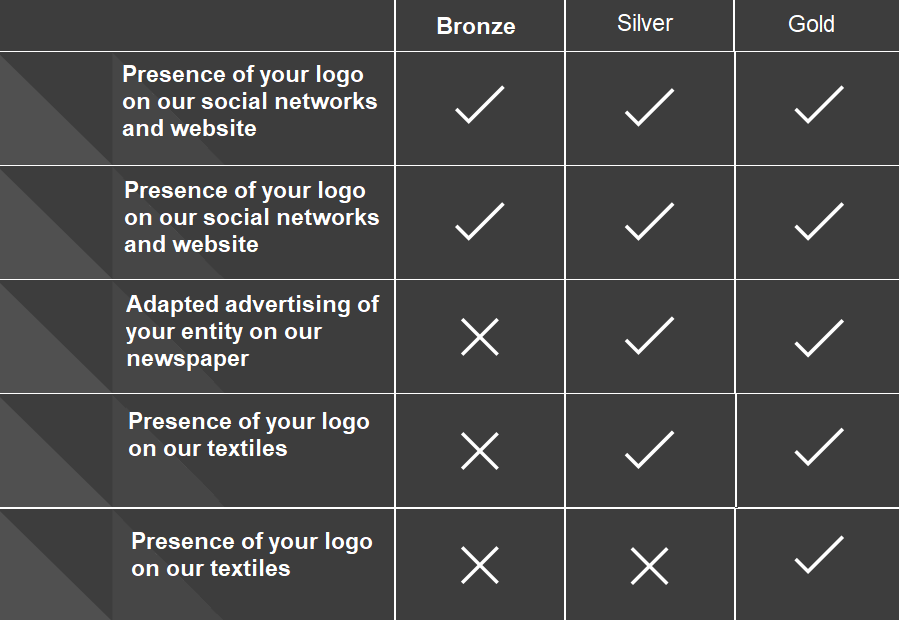 Bronze Silver Gold
Presence of your logo
on our social networks
and website
Presence of your logo
on our social networks
and website
Adapted advertising of
your entity on our
newspaper
Presence of your logo
on our textiles
Presence of your logo
on our textiles